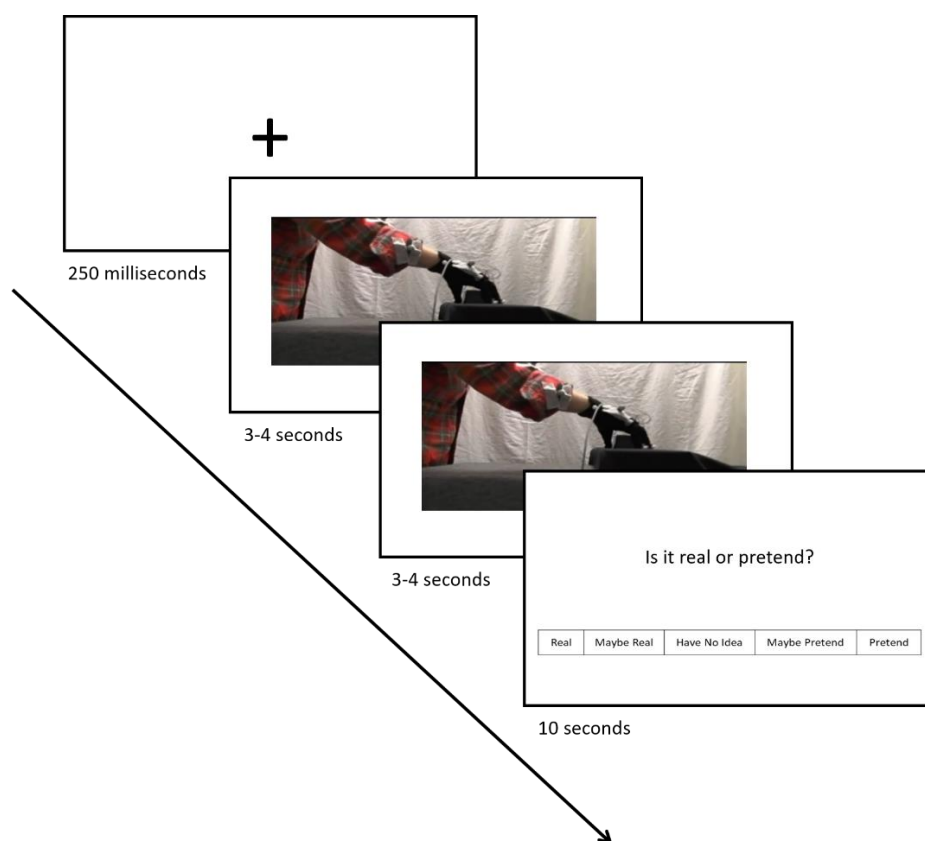 250 milliseconds
3-4 seconds
3-4 seconds
Is it real or pretend?
Real Maybe Real Have No Idea Maybe Pretend Pretend
10 seconds